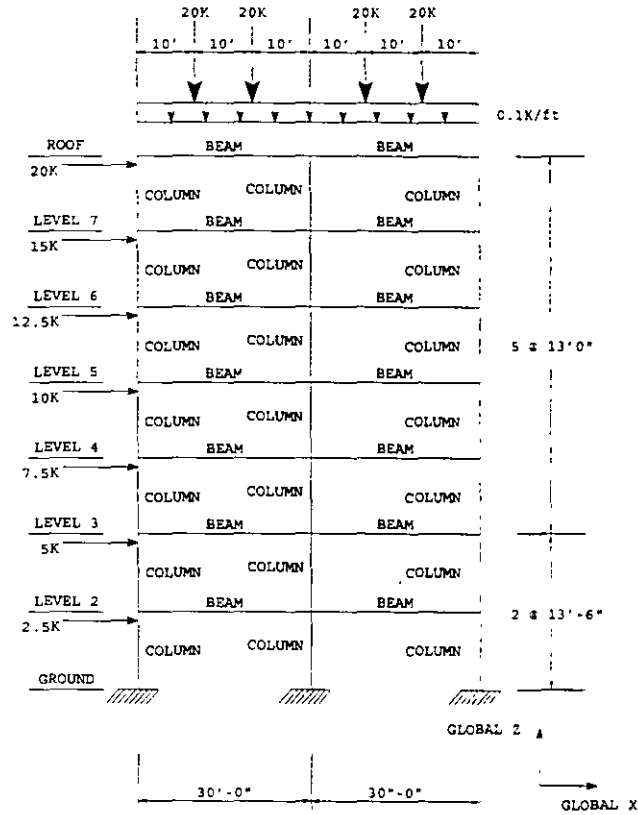 20K 20K 20K 20K
10' 10' 10' 10' 10' 10'
0.1K/ft
ROOF BEAM BEAM
20K
COLUMN COLUMN COLUMN
LEVEL 7 BEAM BEAM
15K
COLUMN COLUMN COLUMN
LEVEL 6 BEAM BEAM
12.5K
COLUMN COLUMN COLUMN
5 @ 13'0"
LEVEL 5 BEAM BEAM
10K
COLUMN COLUMN COLUMN
LEVEL 4 BEAM BEAM
7.5K
COLUMN COLUMN COLUMN
LEVEL 3 BEAM BEAM
5K
COLUMN COLUMN COLUMN
LEVEL 2 BEAM BEAM
2 @ 13'-6"
2.5K
COLUMN COLUMN COLUMN
GROUND
GLOBAL Z
30'-0" 30"-0"
GLOBAL X